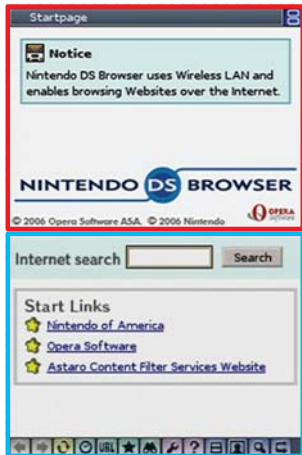 Startpage
Notice
Nintendo DS Browser uses Wireless LAN and
enables browsing Websites over the Internet.
NINTENDO DS BROWSER
© 2006 Opera Software ASA, © 2006 Nintendo
OPERA
software
Internet search Search
Start Links
Nintendo of America
Opera Software
Astaro Content Filter Services Website
URL ?